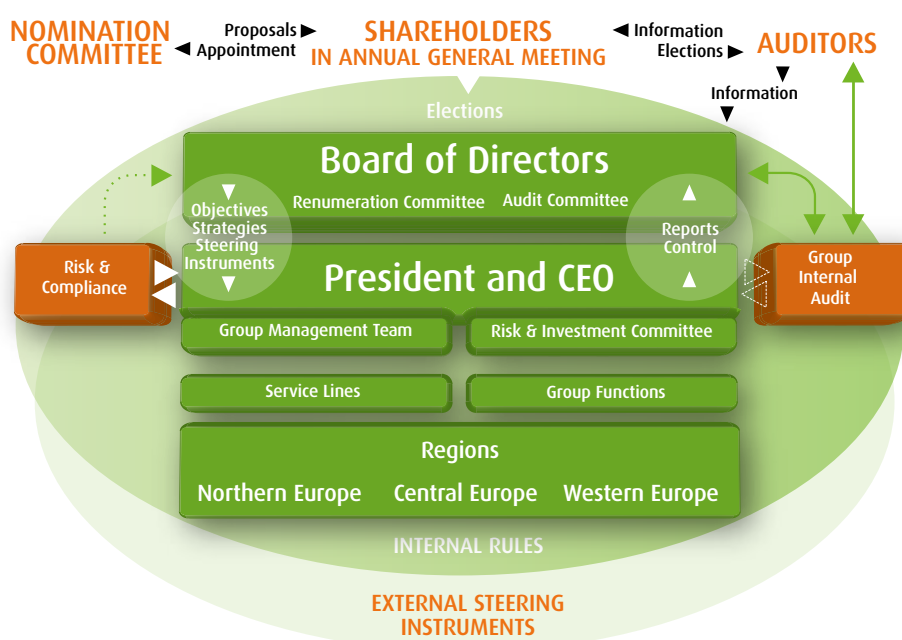 NOMINATION
COMMITTEE
Proposals
Appointment
SHAREHOLDERS
IN ANNUAL GENERAL MEETING
Information
Elections
AUDITORS
Information
Elections
Board of Directors
Renumeration Committee
Audit Committee
Objectives
Strategies
Steering
Instruments
Reports
Control
Risk &
Compliance
President and CEO
Group
Internal
Audit
Group Management Team
Risk & Investment Committee
Service Lines
Group Functions
Regions
Northern Europe
Central Europe
Western Europe
INTERNAL RULES
EXTERNAL STEERING
INSTRUMENTS